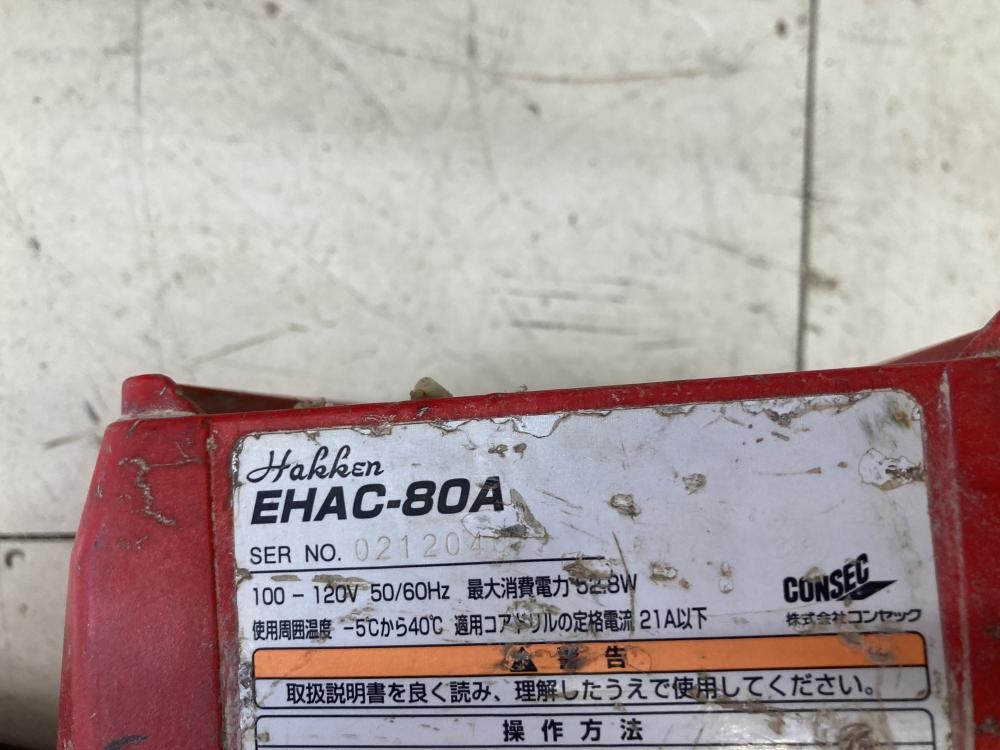 Hakken
EHAC-80A
SER NO.
100 - 120V 50/60Hz 最大消費電力 52.8W
使用周囲温度 -5℃から40℃ 適用コアドリルの定格電流 21A以下
CONSEC
株式会社コンセック
警告
取扱説明書を良く読み、理解したうえで使用してください。
操作方法